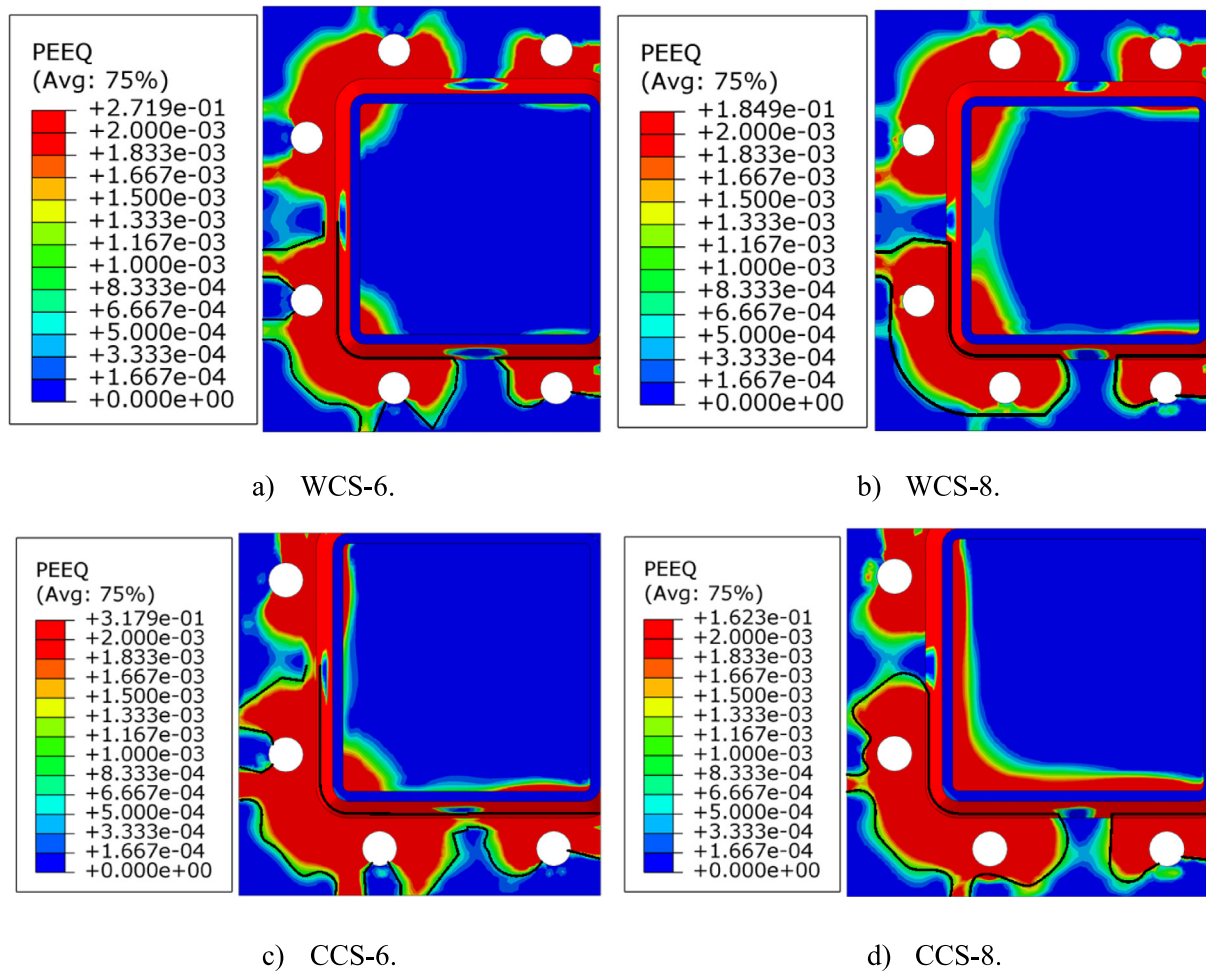 PEEQ
(Avg: 75%)
+2.719e-01
+2.000e-03
+1.833e-03
+1.667e-03
+1.500e-03
+1.333e-03
+1.167e-03
+1.000e-03
+8.333e-04
+6.667e-04
+5.000e-04
+3.333e-04
+1.667e-04
+0.000e+00
PEEQ
(Avg: 75%)
+1.849e-01
+2.000e-03
+1.833e-03
+1.667e-03
+1.500e-03
+1.333e-03
+1.167e-03
+1.000e-03
+8.333e-04
+6.667e-04
+5.000e-04
+3.333e-04
+1.667e-04
+0.000e+00
a) WCS-6.
b) WCS-8.
PEEQ
(Avg: 75%)
+3.179e-01
+2.000e-03
+1.833e-03
+1.667e-03
+1.500e-03
+1.333e-03
+1.167e-03
+1.000e-03
+8.333e-04
+6.667e-04
+5.000e-04
+3.333e-04
+1.667e-04
+0.000e+00
PEEQ
(Avg: 75%)
+1.623e-01
+2.000e-03
+1.833e-03
+1.667e-03
+1.500e-03
+1.333e-03
+1.167e-03
+1.000e-03
+8.333e-04
+6.667e-04
+5.000e-04
+3.333e-04
+1.667e-04
+0.000e+00
c) CCS-6.
d) CCS-8.